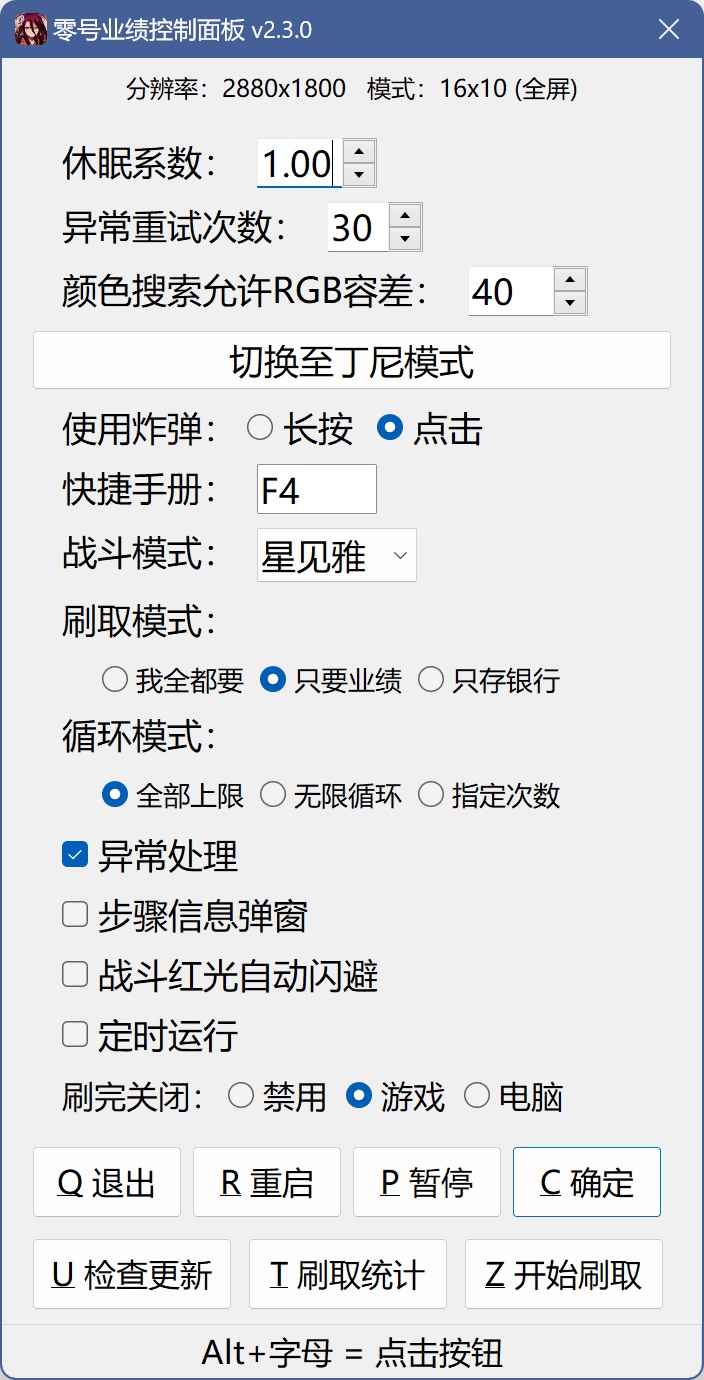 零号业绩控制面板 v2.3.0
分辨率：2880x1800 模式：16x10 (全屏)
休眠系数： 1.00
异常重试次数： 30
颜色搜索允许RGB容差： 40
切换至丁尼模式
使用炸弹： 长按 点击
快捷手册： F4
战斗模式： 星见雅
刷取模式：
我全都要 只要业绩 只存银行
循环模式：
全部上限 无限循环 指定次数
异常处理
步骤信息弹窗
战斗红光自动闪避
定时运行
刷完关闭： 禁用 游戏 电脑
Q 退出 R 重启 P 暂停 C 确定
U 检查更新 T 刷取统计 Z 开始刷取
Alt+字母 = 点击按钮